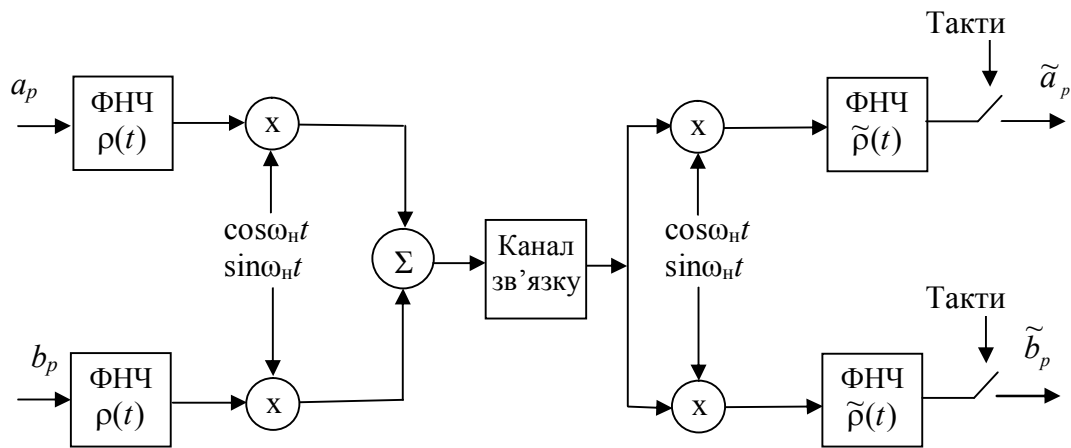 a_p
ФНЧ
ρ(t)
x
cosω_н t
sinω_н t
b_p
ФНЧ
ρ(t)
x
Σ
Канал
зв’язку
x
cosω_н t
sinω_н t
x
Такти
ФНЧ
ρ̃(t)
ã_p
Такти
ФНЧ
ρ̃(t)
b̃_p